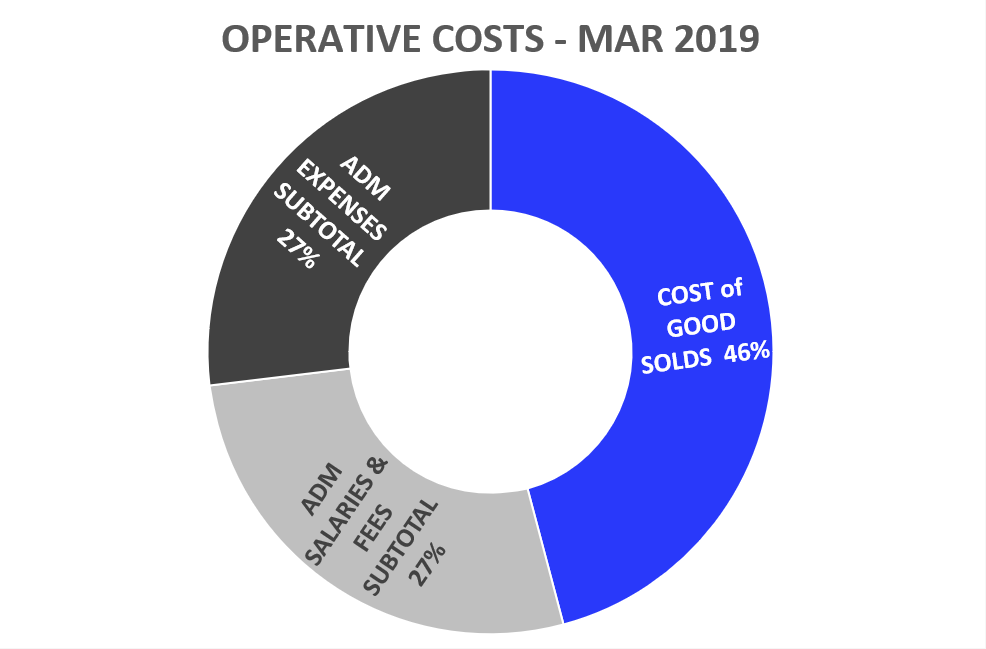 OPERATIVE COSTS - MAR 2019
ADM
EXPENSES
SUBTOTAL
27%
COST of
GOOD
SOLDS  46%
ADM
SALARIES &
FEES
SUBTOTAL
27%